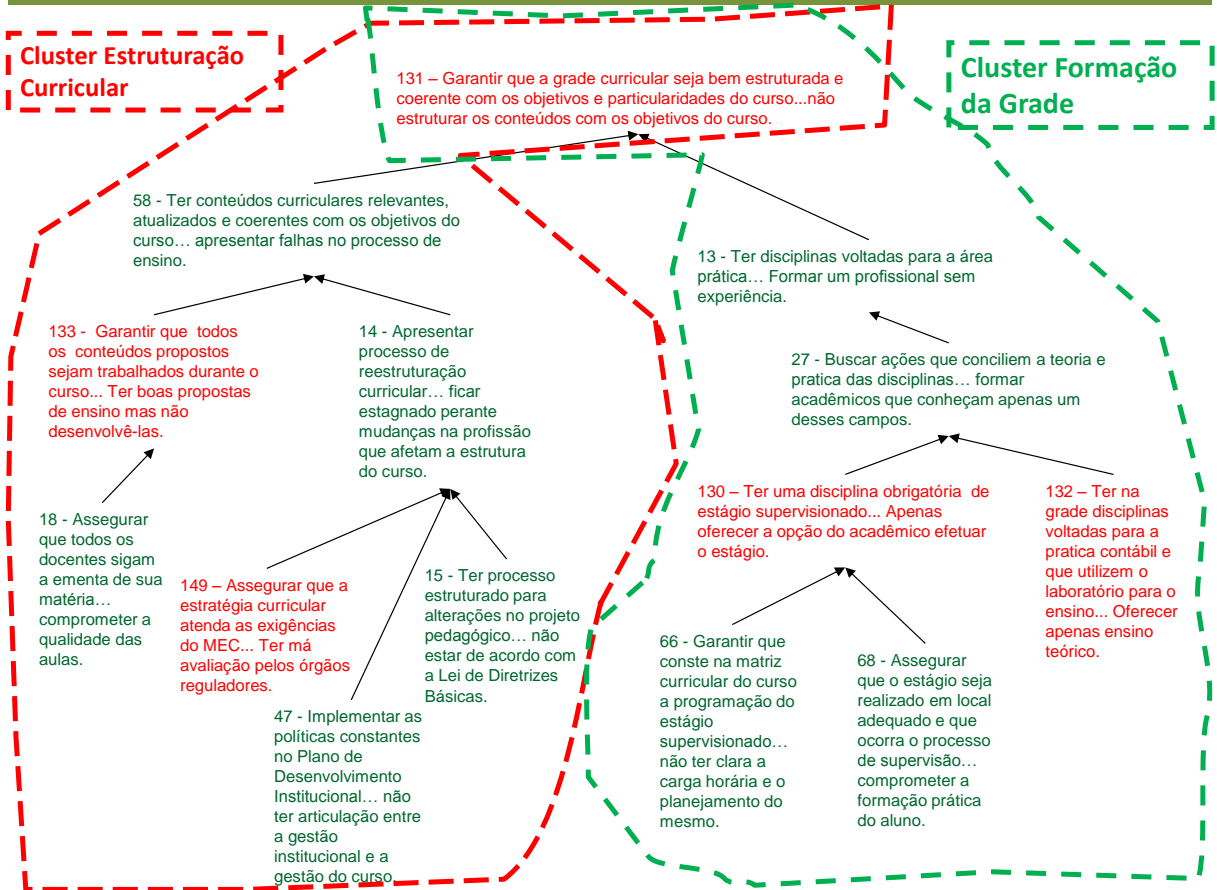 Cluster Estruturação
Curricular
131 – Garantir que a grade curricular seja bem estruturada e
coerente com os objetivos e particularidades do curso...não
estruturar os conteúdos com os objetivos do curso.
Cluster Formação
da Grade
58 - Ter conteúdos curriculares relevantes,
atualizados e coerentes com os objetivos do
curso… apresentar falhas no processo de
ensino.
13 - Ter disciplinas voltadas para a área
prática… Formar um profissional sem
experiência.
133 - Garantir que todos
os conteúdos propostos
sejam trabalhados durante o
curso... Ter boas propostas
de ensino mas não
desenvolvê-las.
14 - Apresentar
processo de
reestruturação
curricular… ficar
estagnado perante
mudanças na profissão
que afetam a estrutura
do curso.
27 - Buscar ações que conciliem a teoria e
pratica das disciplinas… formar
acadêmicos que conheçam apenas um
desses campos.
130 – Ter uma disciplina obrigatória de
estágio supervisionado... Apenas
oferecer a opção do acadêmico efetuar
o estágio.
132 – Ter na
grade disciplinas
voltadas para a
pratica contábil e
que utilizem o
laboratório para o
ensino... Oferecer
apenas ensino
teórico.
18 - Assegurar
que todos os
docentes sigam
a ementa de sua
matéria…
comprometer a
qualidade das
aulas.
149 – Assegurar que a
estratégia curricular
atenda as exigências
do MEC... Ter má
avaliação pelos órgãos
reguladores.
15 - Ter processo
estruturado para
alterações no projeto
pedagógico… não
estar de acordo com
a Lei de Diretrizes
Básicas.
47 - Implementar as
políticas constantes
no Plano de
Desenvolvimento
Institucional… não
ter articulação entre
a gestão
institucional e a
gestão do curso.
66 - Garantir que
conste na matriz
curricular do curso
a programação do
estágio
supervisionado…
não ter clara a
carga horária e o
planejamento do
mesmo.
68 - Assegurar
que o estágio seja
realizado em local
adequado e que
ocorra o processo
de supervisão…
comprometer a
formação prática
do aluno.